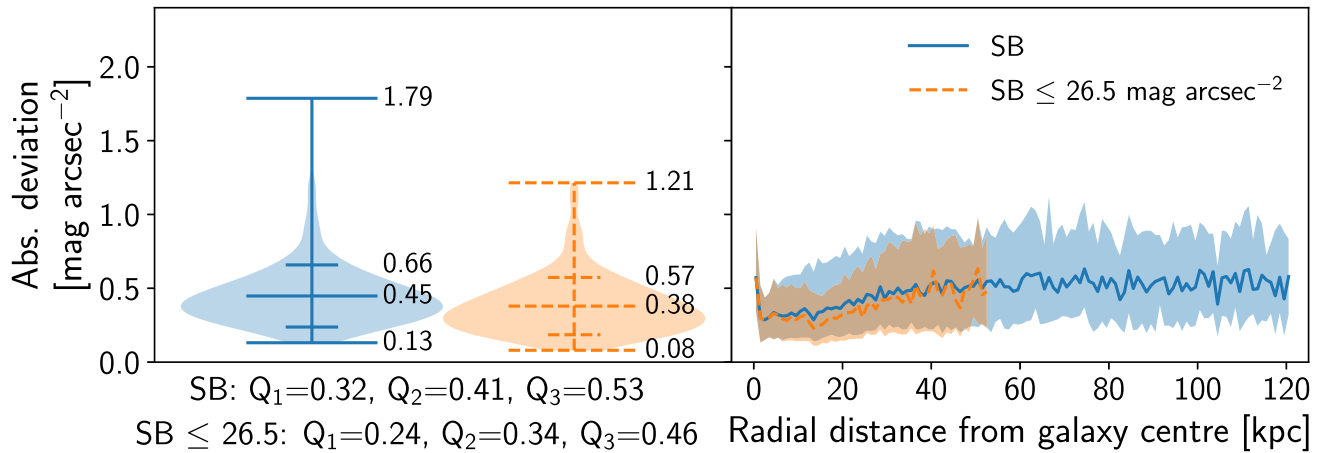 Abs. deviation
[mag arcsec−2]
2.0
1.5
1.0
0.5
0.0
1.79
0.66
0.45
0.13
1.21
0.57
0.38
0.08
SB: Q1=0.32, Q2=0.41, Q3=0.53
SB ≤ 26.5: Q1=0.24, Q2=0.34, Q3=0.46
SB
SB ≤ 26.5 mag arcsec−2
0 20 40 60 80 100 120
Radial distance from galaxy centre [kpc]